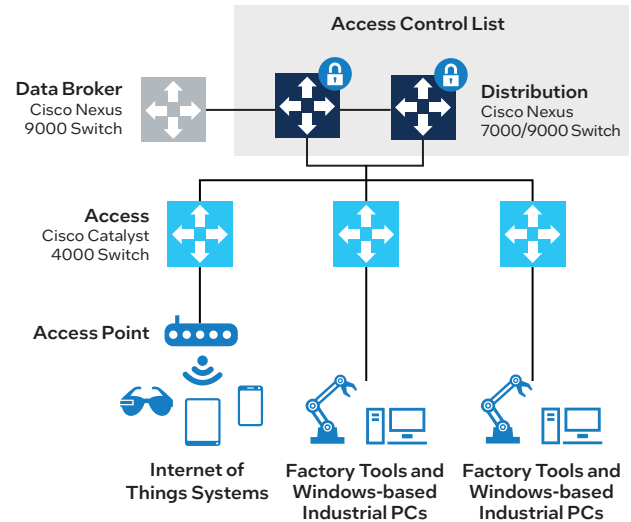 Access Control List
Data Broker
Cisco Nexus
9000 Switch
Distribution
Cisco Nexus
7000/9000 Switch
Access
Cisco Catalyst
4000 Switch
Access Point
Internet of
Things Systems
Factory Tools and
Windows-based
Industrial PCs
Factory Tools and
Windows-based
Industrial PCs